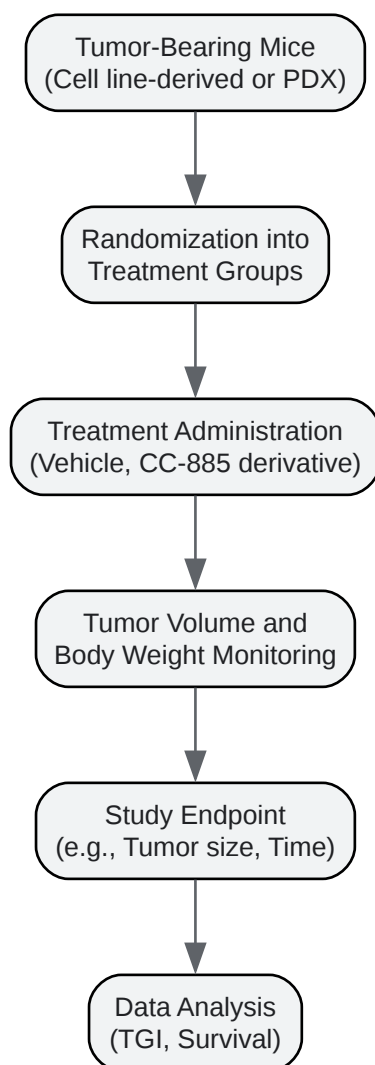 Tumor-Bearing Mice
(Cell line-derived or PDX)
Randomization into
Treatment Groups
Treatment Administration
(Vehicle, CC-885 derivative)
Tumor Volume and
Body Weight Monitoring
Study Endpoint
(e.g., Tumor size, Time)
Data Analysis
(TGI, Survival)